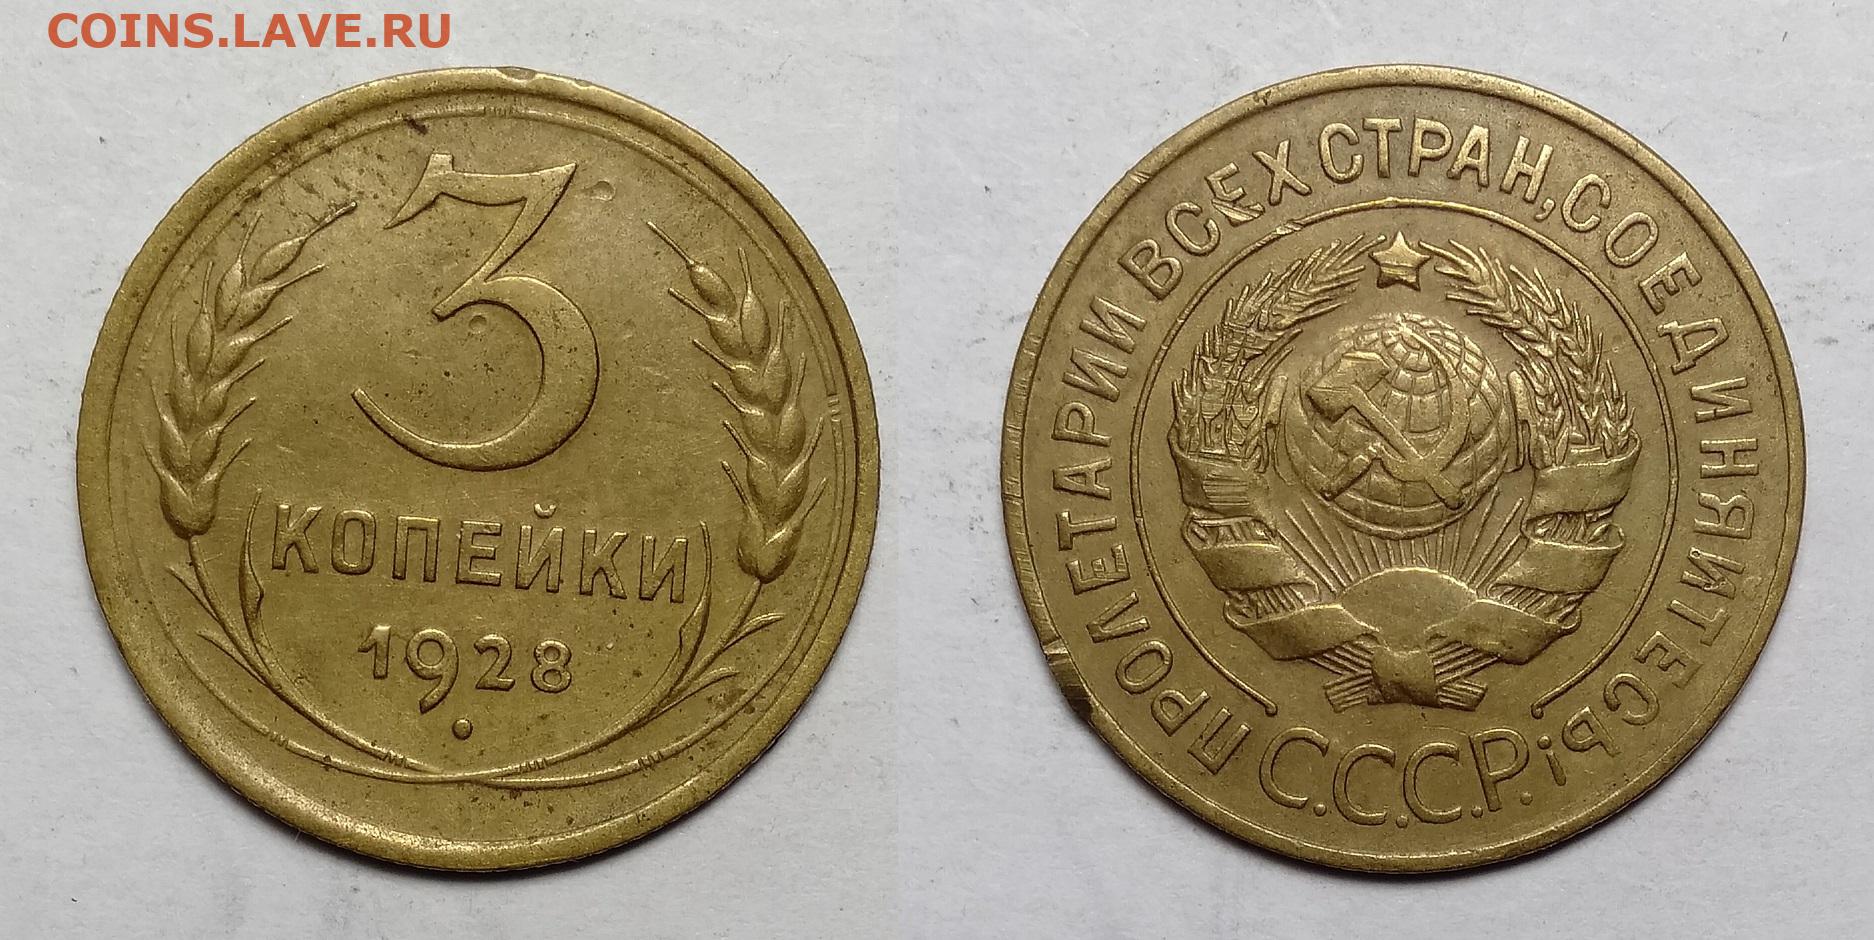 COINS.LAVE.RU
3
КОПЕЙКИ
1928
ПРОЛЕТАРИИ ВСЕХ СТРАН, СОЕДИНЯЙТЕСЬ!
С.С.С.Р.